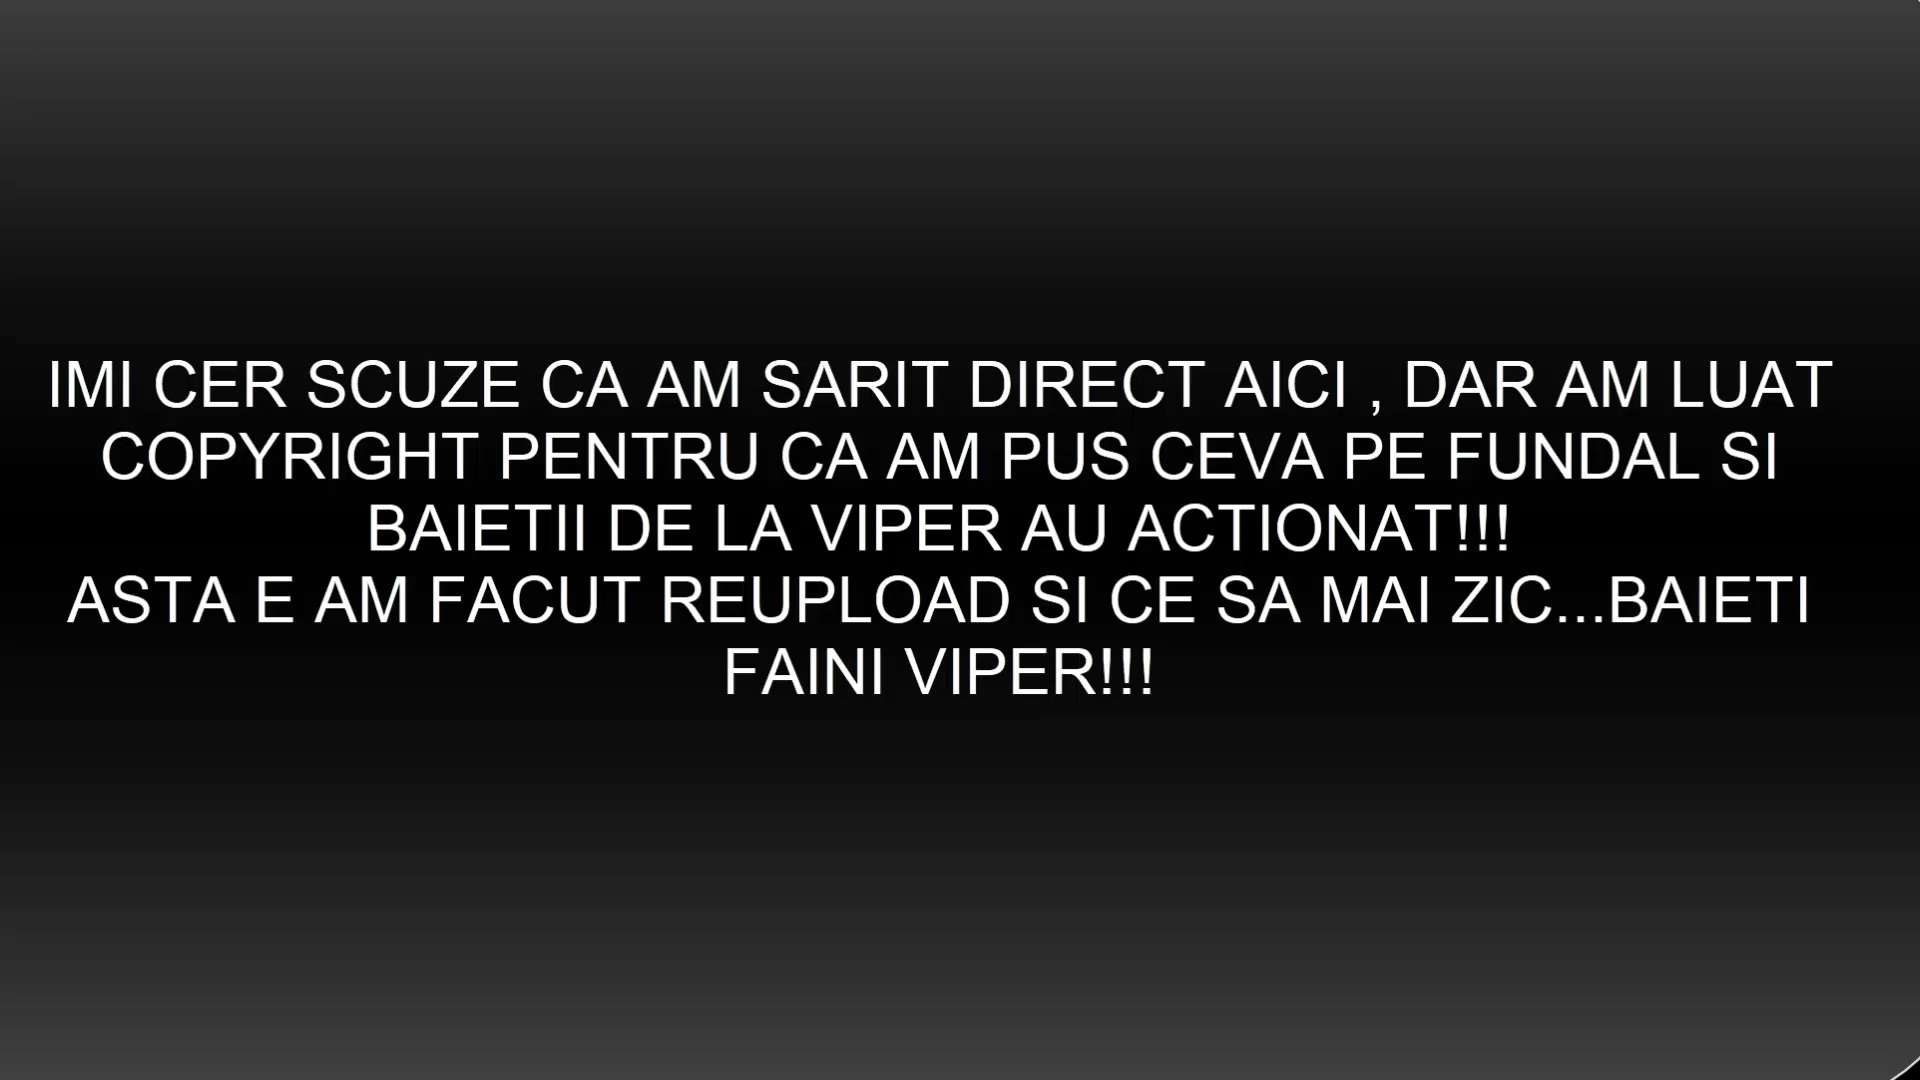 IMI CER SCUZE CA AM SARIT DIRECT AICI , DAR AM LUAT
COPYRIGHT PENTRU CA AM PUS CEVA PE FUNDAL SI
BAIETII DE LA VIPER AU ACTIONAT!!!
ASTA E AM FACUT REUPLOAD SI CE SA MAI ZIC...BAIETI
FAINI VIPER!!!